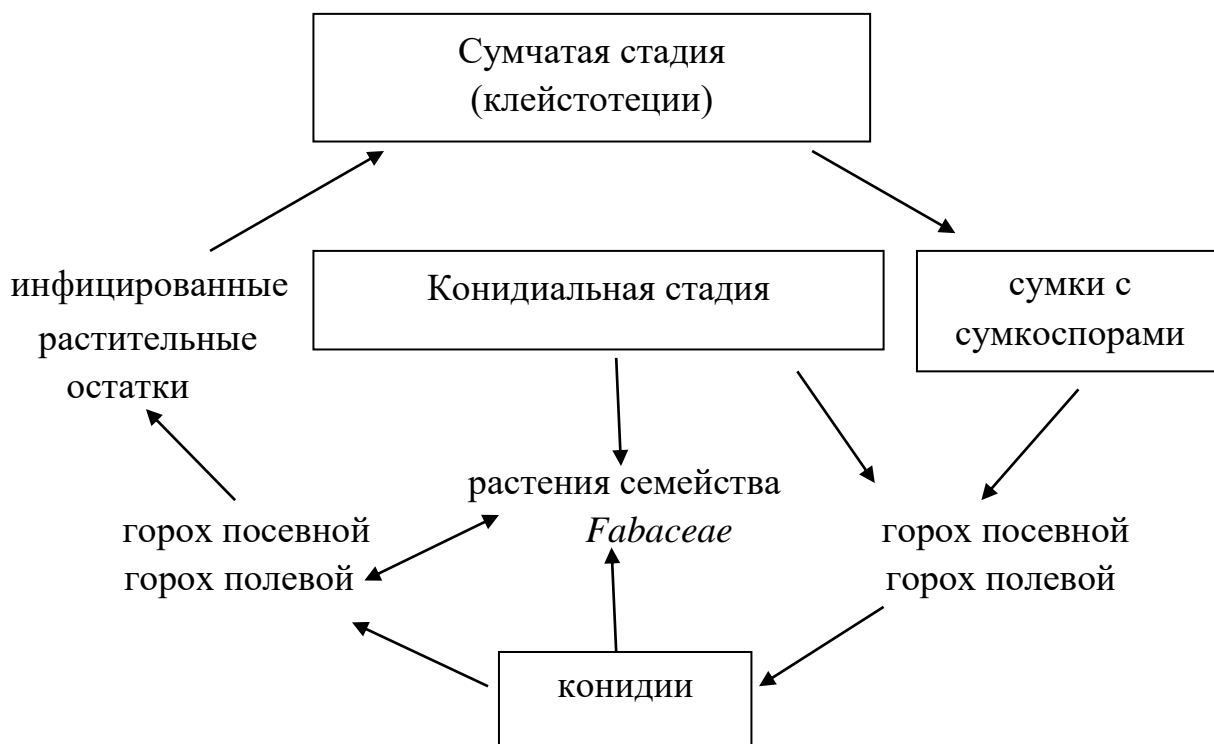 Сумчатая стадия
(клейстотеции)
инфицированные
растительные
остатки
Конидиальная стадия
сумки с
сумкоспорами
растения семейства
Fabaceae
горох посевной
горох полевой
горох посевной
горох полевой
конидии